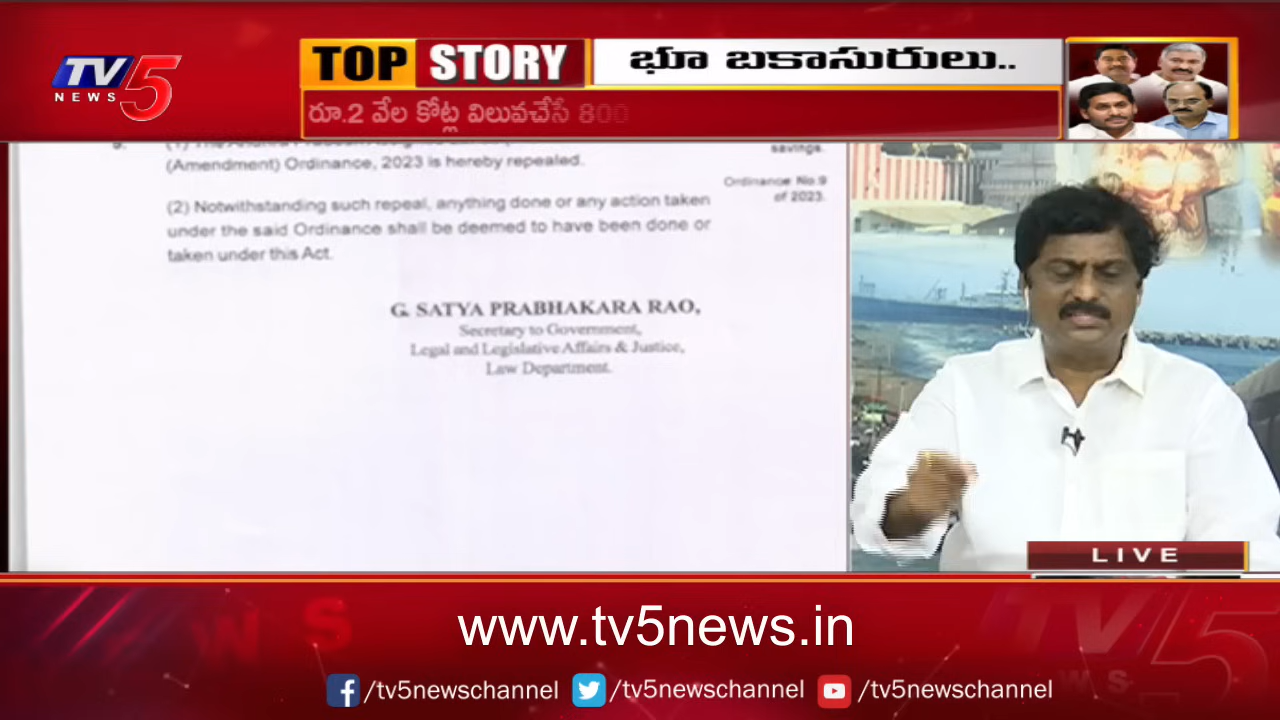 TV5
NEWS
TOP STORY
భూ బకాసురులు..
రూ.2 వేల కోట్ల విలువచేసే 800
(Amendment) Ordinance, 2023 is hereby repealed.
savings.
Ordinance No.9
of 2023.
(2) Notwithstanding such repeal, anything done or any action taken
under the said Ordinance shall be deemed to have been done or
taken under this Act.
G. SATYA PRABHAKARA RAO,
Secretary to Government,
Legal and Legislative Affairs & Justice,
Law Department.
LIVE
www.tv5news.in
/tv5newschannel
/tv5newschannel
/tv5newschannel